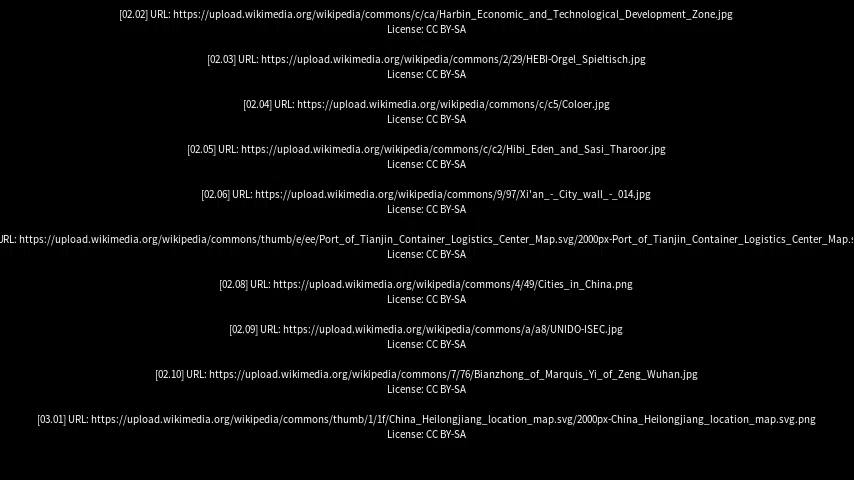 [02.02] URL: https://upload.wikimedia.org/wikipedia/commons/c/ca/Harbin_Economic_and_Technological_Development_Zone.jpg
License: CC BY-SA
[02.03] URL: https://upload.wikimedia.org/wikipedia/commons/2/29/HEBI-Orgel_Spieltisch.jpg
License: CC BY-SA
[02.04] URL: https://upload.wikimedia.org/wikipedia/commons/c/c5/Coloer.jpg
License: CC BY-SA
[02.05] URL: https://upload.wikimedia.org/wikipedia/commons/c/c2/Hibi_Eden_and_Sasi_Tharoor.jpg
License: CC BY-SA
[02.06] URL: https://upload.wikimedia.org/wikipedia/commons/9/97/Xi'an_-_City_wall_-_014.jpg
License: CC BY-SA
URL: https://upload.wikimedia.org/wikipedia/commons/thumb/e/ee/Port_of_Tianjin_Container_Logistics_Center_Map.svg/2000px-Port_of_Tianjin_Container_Logistics_Center_Map.s
License: CC BY-SA
[02.08] URL: https://upload.wikimedia.org/wikipedia/commons/4/49/Cities_in_China.png
License: CC BY-SA
[02.09] URL: https://upload.wikimedia.org/wikipedia/commons/a/a8/UNIDO-ISEC.jpg
License: CC BY-SA
[02.10] URL: https://upload.wikimedia.org/wikipedia/commons/7/76/Bianzhong_of_Marquis_Yi_of_Zeng_Wuhan.jpg
License: CC BY-SA
[03.01] URL: https://upload.wikimedia.org/wikipedia/commons/thumb/1/1f/China_Heilongjiang_location_map.svg/2000px-China_Heilongjiang_location_map.svg.png
License: CC BY-SA